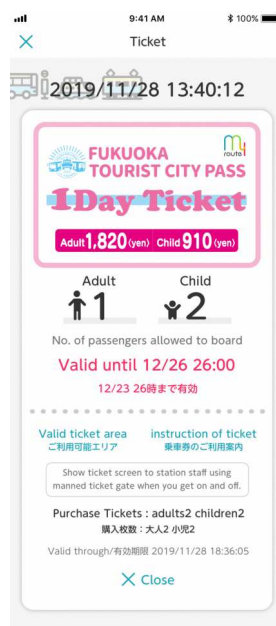 9:41 AM
100%
Ticket
2019/11/28 13:40:12
my route
FUKUOKA
TOURIST CITY PASS
1Day Ticket
Adult 1,820 (yen) Child 910 (yen)
Adult Child
1 2
No. of passengers allowed to board
Valid until 12/26 26:00
12/23 26時まで有効
Valid ticket area instruction of ticket
ご利用可能エリア 乗車券のご利用案内
Show ticket screen to station staff using
manned ticket gate when you get on and off.
Purchase Tickets : adults2 children2
購入枚数 : 大人2 小児2
Valid through/有効期限 2019/11/28 18:36:05
Close